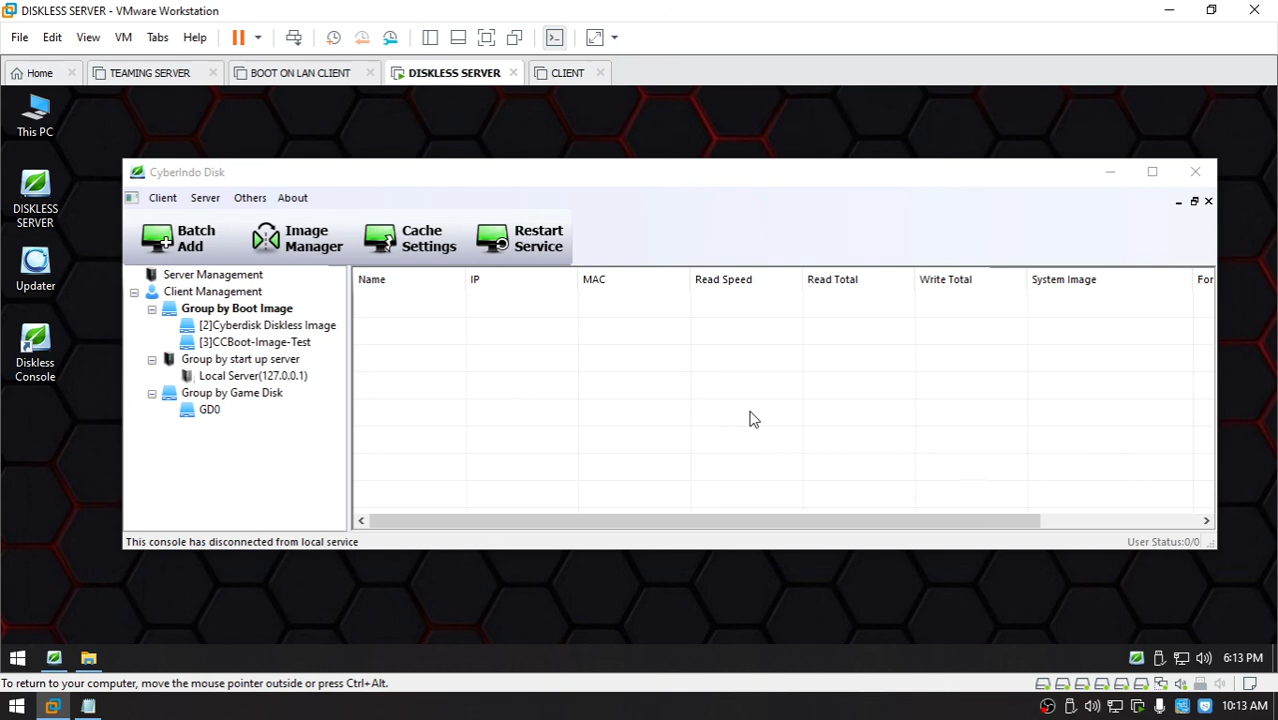 DISKLESS SERVER - VMware Workstation
File Edit View VM Tabs Help
Home TEAMING SERVER BOOT ON LAN CLIENT DISKLESS SERVER CLIENT
This PC
DISKLESS
SERVER
Updater
Diskless
Console
CyberIndo Disk
Client Server Others About
Batch
Add
Image
Manager
Cache
Settings
Restart
Service
Server Management
Client Management
Group by Boot Image
[2]Cyberdisk Diskless Image
[3]CCBoot-Image-Test
Group by start up server
Local Server(127.0.0.1)
Group by Game Disk
GD0
Name IP MAC Read Speed Read Total Write Total System Image For
This console has disconnected from local service
User Status:0/0
6:13 PM
To return to your computer, move the mouse pointer outside or press Ctrl+Alt.
10:13 AM